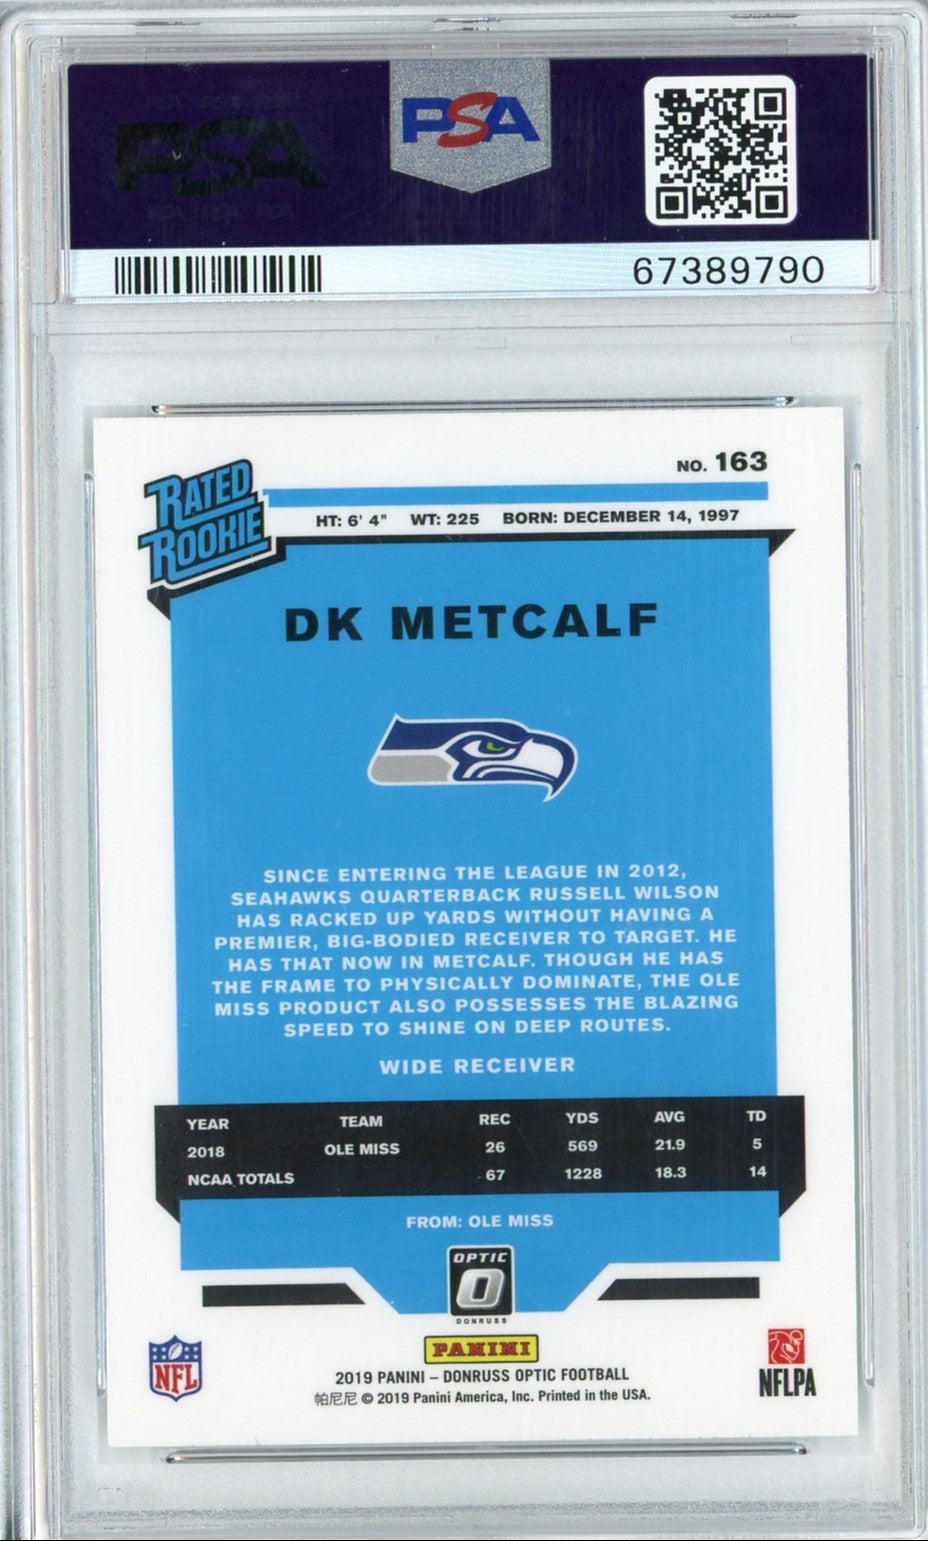 PSA
PSA
67389790
NO. 163
RATED
ROOKIE
HT: 6' 4" WT: 225 BORN: DECEMBER 14, 1997
DK METCALF
SINCE ENTERING THE LEAGUE IN 2012,
SEAHAWKS QUARTERBACK RUSSELL WILSON
HAS RACKED UP YARDS WITHOUT HAVING A
PREMIER, BIG-BODIED RECEIVER TO TARGET. HE
HAS THAT NOW IN METCALF. THOUGH HE HAS
THE FRAME TO PHYSICALLY DOMINATE, THE OLE
MISS PRODUCT ALSO POSSESSES THE BLAZING
SPEED TO SHINE ON DEEP ROUTES.
WIDE RECEIVER
YEAR TEAM REC YDS AVG TD
2018 OLE MISS 26 569 21.9 5
NCAA TOTALS 67 1228 18.3 14
FROM: OLE MISS
OPTIC
O
DONRUSS
PANINI
NFL
2019 PANINI – DONRUSS OPTIC FOOTBALL
帕尼尼 © 2019 Panini America, Inc. Printed in the USA.
NFLPA